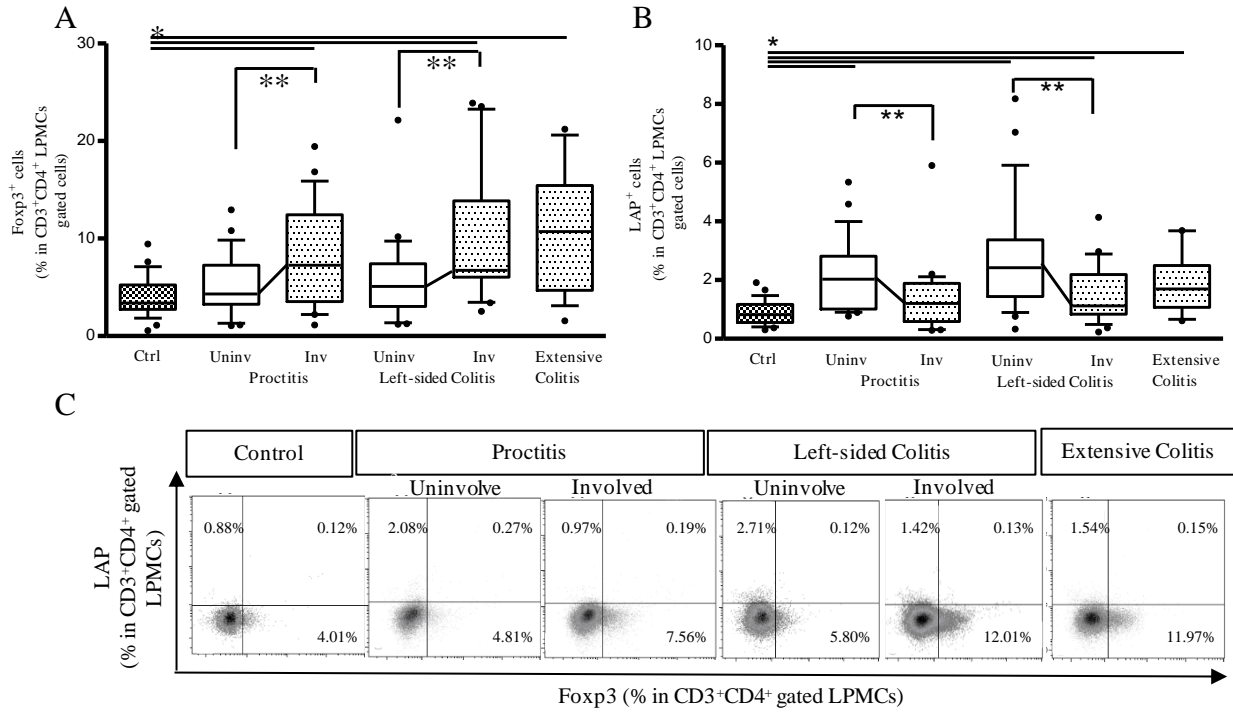 A
Foxp3⁺ cells
(% in CD3⁺CD4⁺ LPMCs
gated cells)
30
20
10
0
*
**
**
Ctrl
Uninv
Inv
Uninv
Inv
Extensive
Colitis
Proctitis
Left-sided Colitis
B
LAP⁺ cells
(% in CD3⁺CD4⁺ LPMCs
gated cells)
10
8
6
4
2
0
*
**
**
Ctrl
Uninv
Inv
Uninv
Inv
Extensive
Colitis
Proctitis
Left-sided Colitis
C
Control
Proctitis
Left-sided Colitis
Extensive Colitis
Uninvolve
Involved
Uninvolve
Involved
LAP
(% in CD3⁺CD4⁺ gated
LPMCs)
0.88% 0.12%
4.01%
2.08% 0.27%
4.81%
0.97% 0.19%
7.56%
2.71% 0.12%
5.80%
1.42% 0.13%
12.01%
1.54% 0.15%
11.97%
Foxp3 (% in CD3⁺CD4⁺ gated LPMCs)